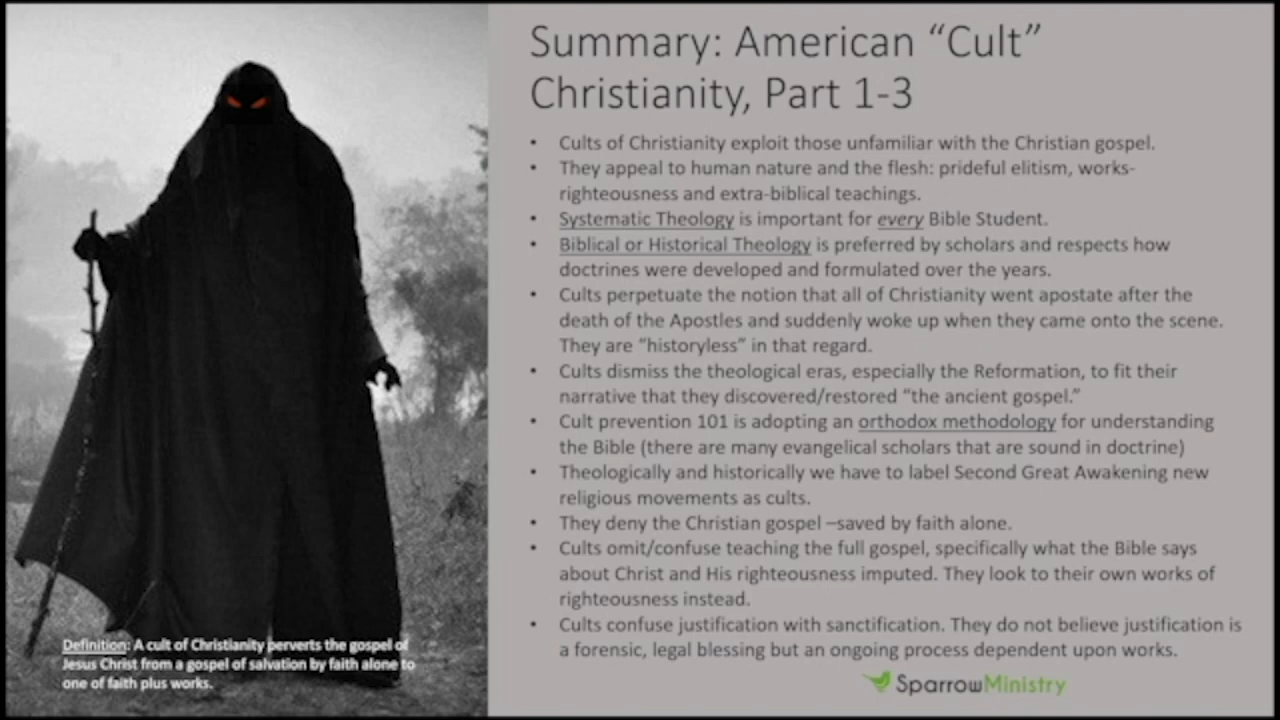 Summary: American “Cult”
Christianity, Part 1-3
• Cults of Christianity exploit those unfamiliar with the Christian gospel.
• They appeal to human nature and the flesh: prideful elitism, works-
righteousness and extra-biblical teachings.
• Systematic Theology is important for every Bible Student.
• Biblical or Historical Theology is preferred by scholars and respects how
doctrines were developed and formulated over the years.
• Cults perpetuate the notion that all of Christianity went apostate after the
death of the Apostles and suddenly woke up when they came onto the scene.
They are “historyless” in that regard.
• Cults dismiss the theological eras, especially the Reformation, to fit their
narrative that they discovered/restored “the ancient gospel.”
• Cult prevention 101 is adopting an orthodox methodology for understanding
the Bible (there are many evangelical scholars that are sound in doctrine)
• Theologically and historically we have to label Second Great Awakening new
religious movements as cults.
• They deny the Christian gospel –saved by faith alone.
• Cults omit/confuse teaching the full gospel, specifically what the Bible says
about Christ and His righteousness imputed. They look to their own works of
righteousness instead.
• Cults confuse justification with sanctification. They do not believe justification is
a forensic, legal blessing but an ongoing process dependent upon works.
Definition: A cult of Christianity perverts the gospel of
Jesus Christ from a gospel of salvation by faith alone to
one of faith plus works.
SparrowMinistry